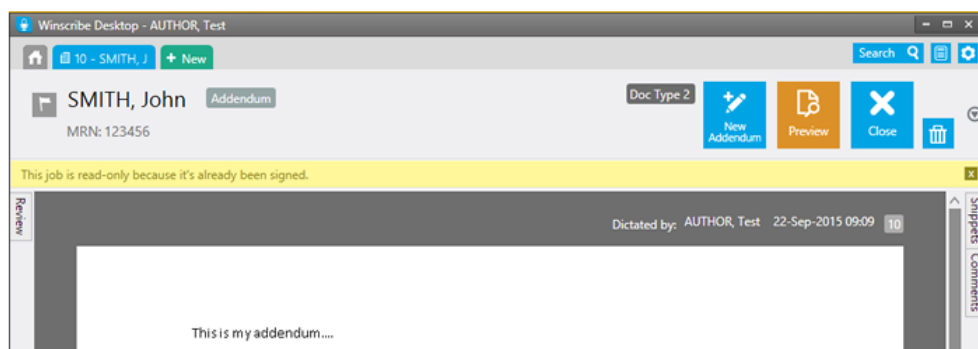 Winscribe Desktop - AUTHOR, Test
10 - SMITH, J
+ New
Search
SMITH, John
Addendum
MRN: 123456
Doc Type 2
New
Addendum
Preview
Close
This job is read-only because it's already been signed.
Review
Dictated by: AUTHOR, Test 22-Sep-2015 09:09 10
Snippets
Comments
This is my addendum....